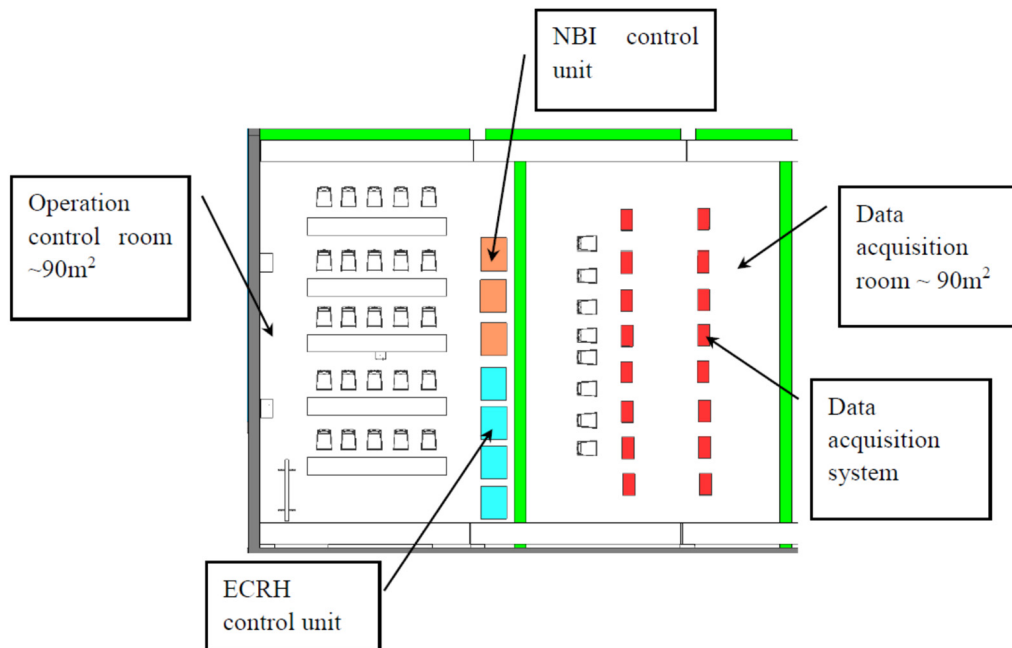 NBI control
unit
Operation
control room
~90m²
Data
acquisition
room ~ 90m²
Data
acquisition
system
ECRH
control unit